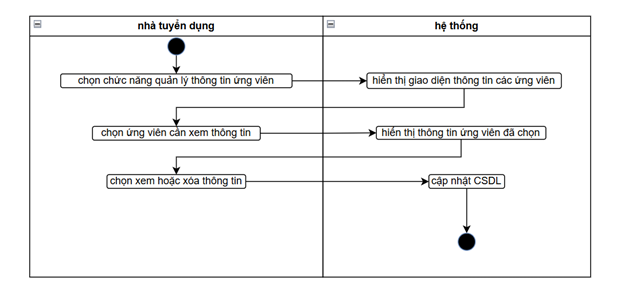 nhà tuyển dụng
hệ thống
chọn chức năng quản lý thông tin ứng viên
hiển thị giao diện thông tin các ứng viên
chọn ứng viên cần xem thông tin
hiển thị thông tin ứng viên đã chọn
chọn xem hoặc xóa thông tin
cập nhật CSDL